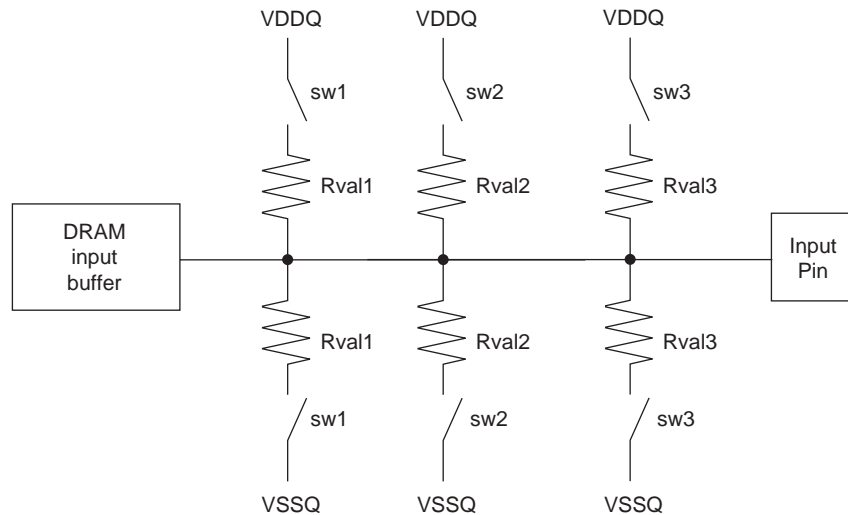 VDDQ
VDDQ
VDDQ
sw1
sw2
sw3
Rval1
Rval2
Rval3
DRAM
input
buffer
Input
Pin
Rval1
Rval2
Rval3
sw1
sw2
sw3
VSSQ
VSSQ
VSSQ